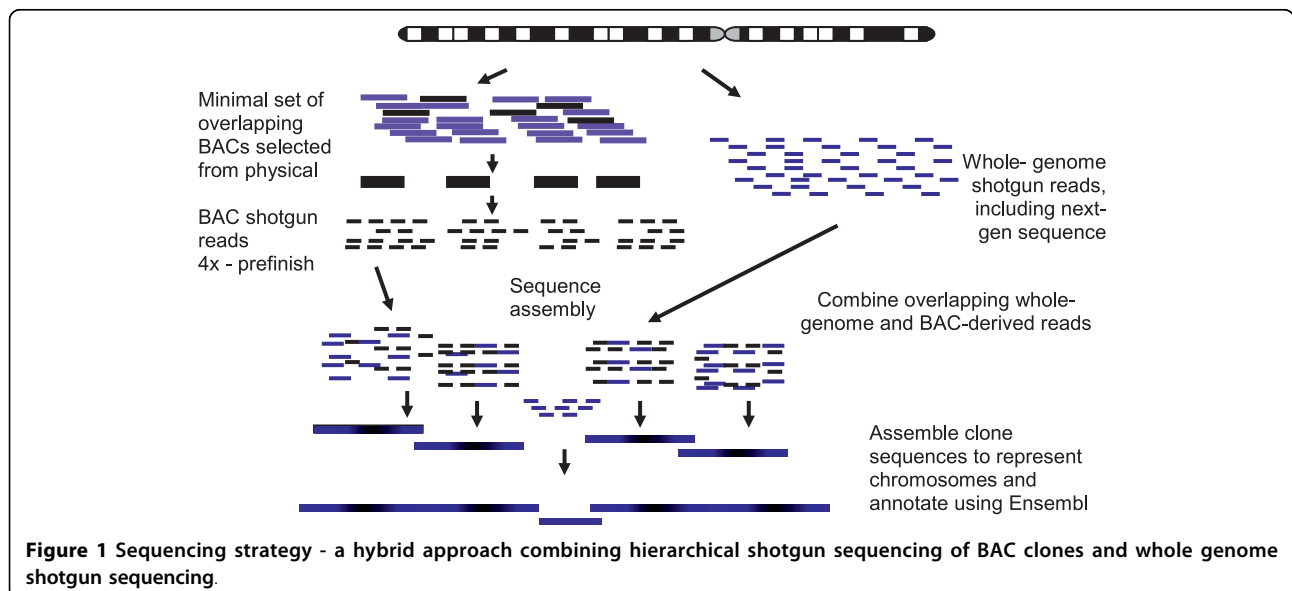 Minimal set of
overlapping
BACs selected
from physical
Whole- genome
shotgun reads,
including next-
gen sequence
BAC shotgun
reads
4x - prefinish
Sequence
assembly
Combine overlapping whole-
genome and BAC-derived reads
Assemble clone
sequences to represent
chromosomes and
annotate using Ensembl
Figure 1 Sequencing strategy - a hybrid approach combining hierarchical shotgun sequencing of BAC clones and whole genome
shotgun sequencing.